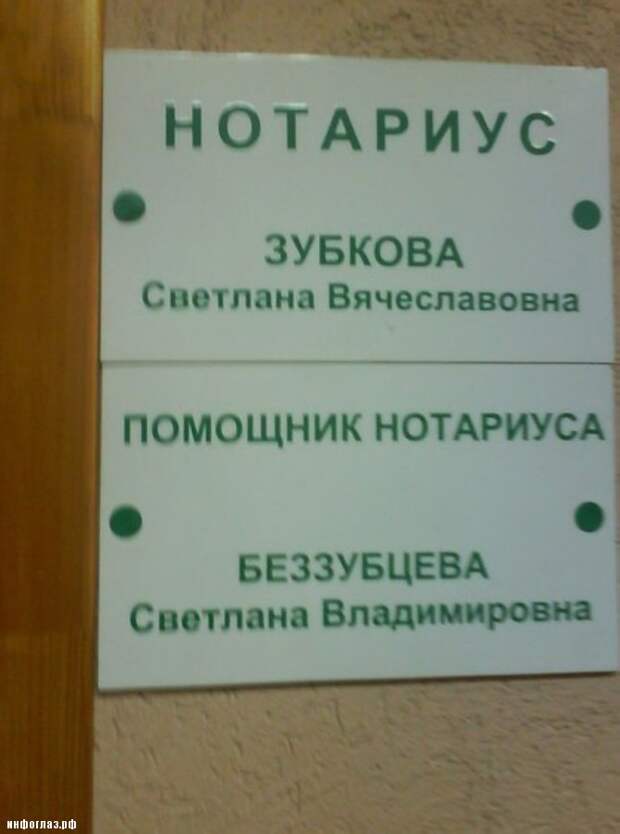 НОТАРИУС
ЗУБКОВА
Светлана Вячеславовна
ПОМОЩНИК НОТАРИУСА
БЕЗЗУБЦЕВА
Светлана Владимировна
инфоглаз.рф